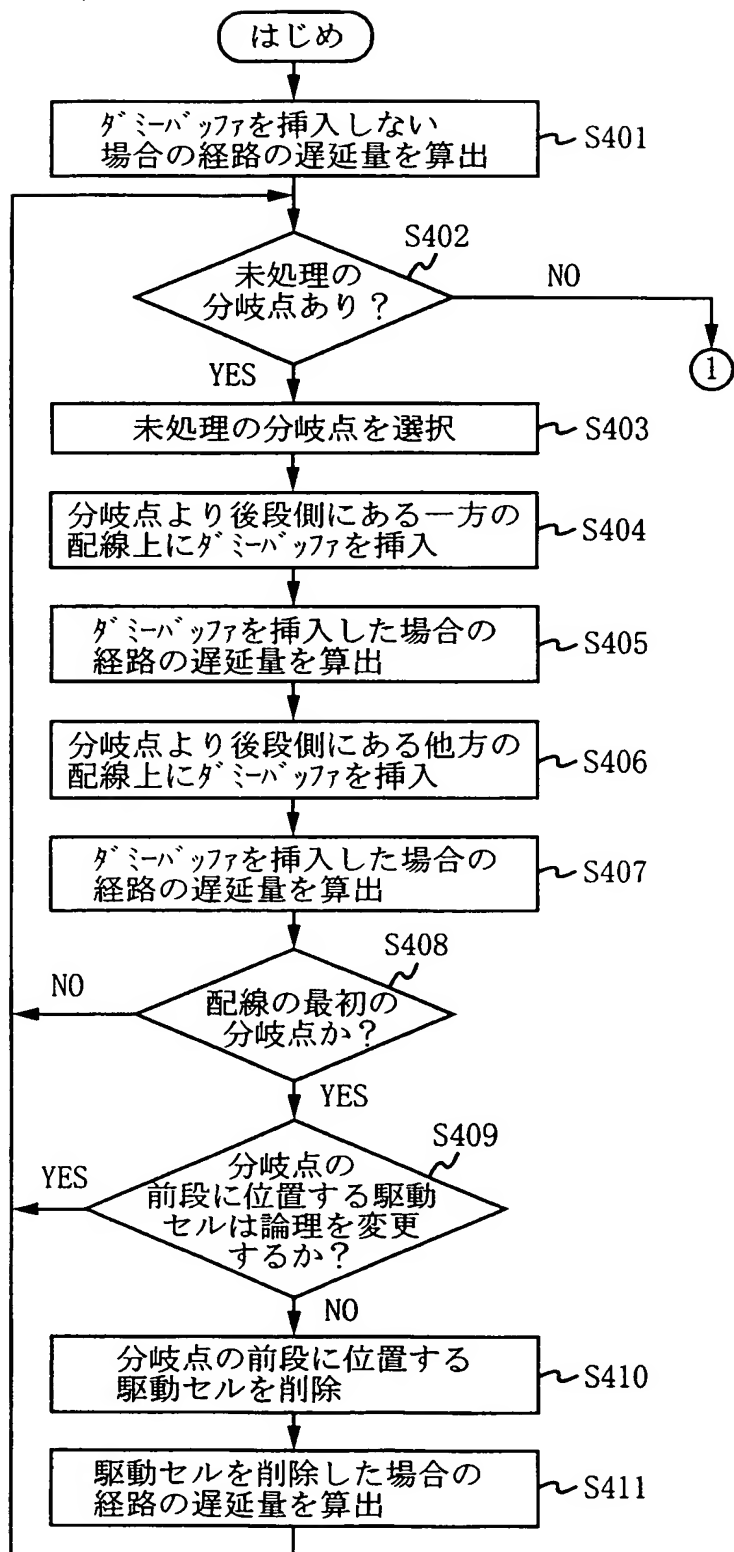 はじめ
ダミーバッファを挿入しない
場合の経路の遅延量を算出
S401
S402
未処理の
分岐点あり？
NO
1
YES
未処理の分岐点を選択
S403
分岐点より後段側にある一方の
配線上にダミーバッファを挿入
S404
ダミーバッファを挿入した場合の
経路の遅延量を算出
S405
分岐点より後段側にある他方の
配線上にダミーバッファを挿入
S406
ダミーバッファを挿入した場合の
経路の遅延量を算出
S407
S408
NO
配線の最初の
分岐点か？
YES
S409
YES
分岐点の
前段に位置する駆動
セルは論理を変更
するか？
NO
分岐点の前段に位置する
駆動セルを削除
S410
駆動セルを削除した場合の
経路の遅延量を算出
S411